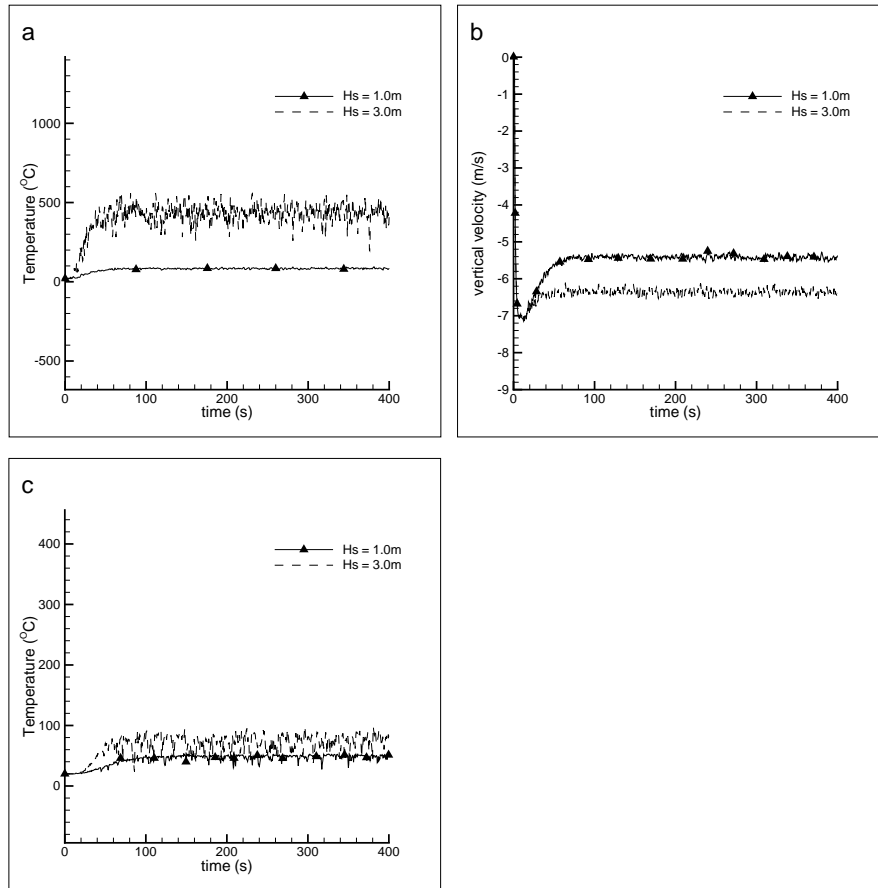 a
Hs = 1.0m
Hs = 3.0m
1000
500
0
-500
Temperature (°C)
0 100 200 300 400
time (s)
b
Hs = 1.0m
Hs = 3.0m
0
-1
-2
-3
-4
-5
-6
-7
-8
-9
vertical velocity (m/s)
0 100 200 300 400
time (s)
c
Hs = 1.0m
Hs = 3.0m
400
300
200
100
0
Temperature (°C)
0 100 200 300 400
time (s)